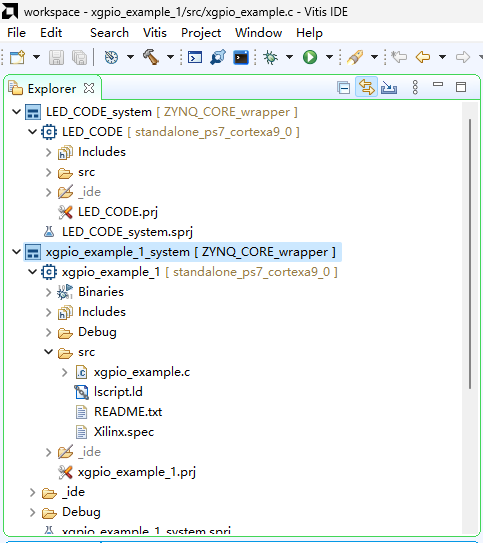 workspace - xgpio_example_1/src/xgpio_example.c - Vitis IDE
File Edit Search Vitis Project Window Help
Explorer
LED_CODE_system [ ZYNQ_CORE_wrapper ]
LED_CODE [ standalone_ps7_cortexa9_0 ]
Includes
src
_ide
LED_CODE.prj
LED_CODE_system.sprj
xgpio_example_1_system [ ZYNQ_CORE_wrapper ]
xgpio_example_1 [ standalone_ps7_cortexa9_0 ]
Binaries
Includes
Debug
src
xgpio_example.c
lscript.ld
README.txt
Xilinx.spec
_ide
xgpio_example_1.prj
_ide
Debug
xgpio_example_1_system.sprj